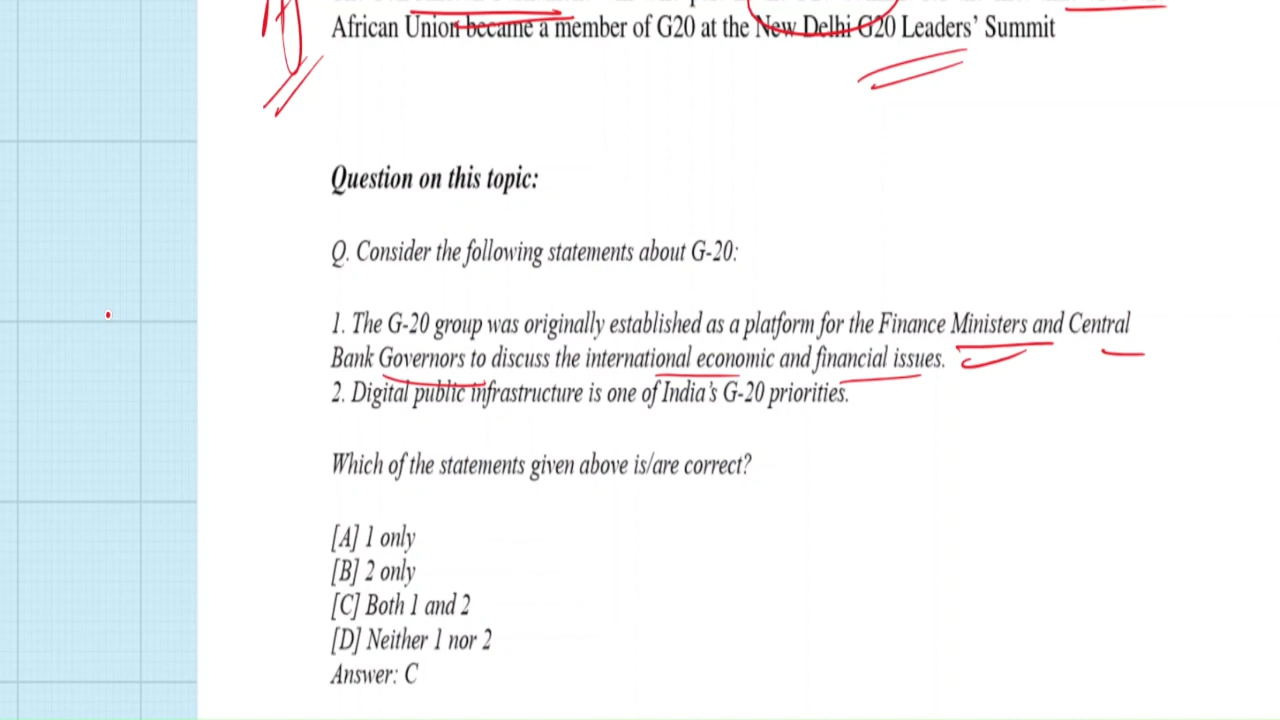 African Union became a member of G20 at the New Delhi G20 Leaders' Summit
Question on this topic:
Q. Consider the following statements about G-20:
1. The G-20 group was originally established as a platform for the Finance Ministers and Central
Bank Governors to discuss the international economic and financial issues.
2. Digital public infrastructure is one of India's G-20 priorities.
Which of the statements given above is/are correct?
[A] 1 only
[B] 2 only
[C] Both 1 and 2
[D] Neither 1 nor 2
Answer: C